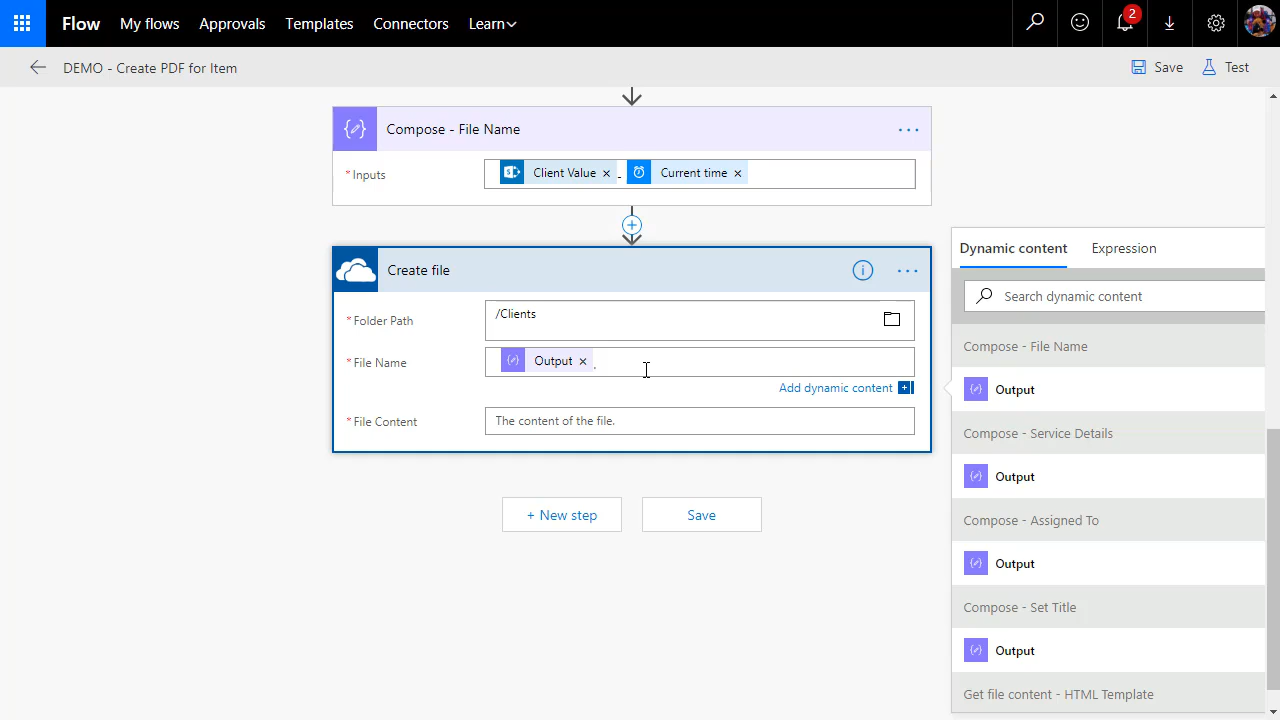 Flow My flows Approvals Templates Connectors Learn 2
DEMO - Create PDF for Item Save Test
Compose - File Name
* Inputs Client Value × - Current time ×
Create file
* Folder Path /Clients
* File Name Output × .
Add dynamic content
* File Content The content of the file.
+ New step Save
Dynamic content Expression
Search dynamic content
Compose - File Name
Output
Compose - Service Details
Output
Compose - Assigned To
Output
Compose - Set Title
Output
Get file content - HTML Template